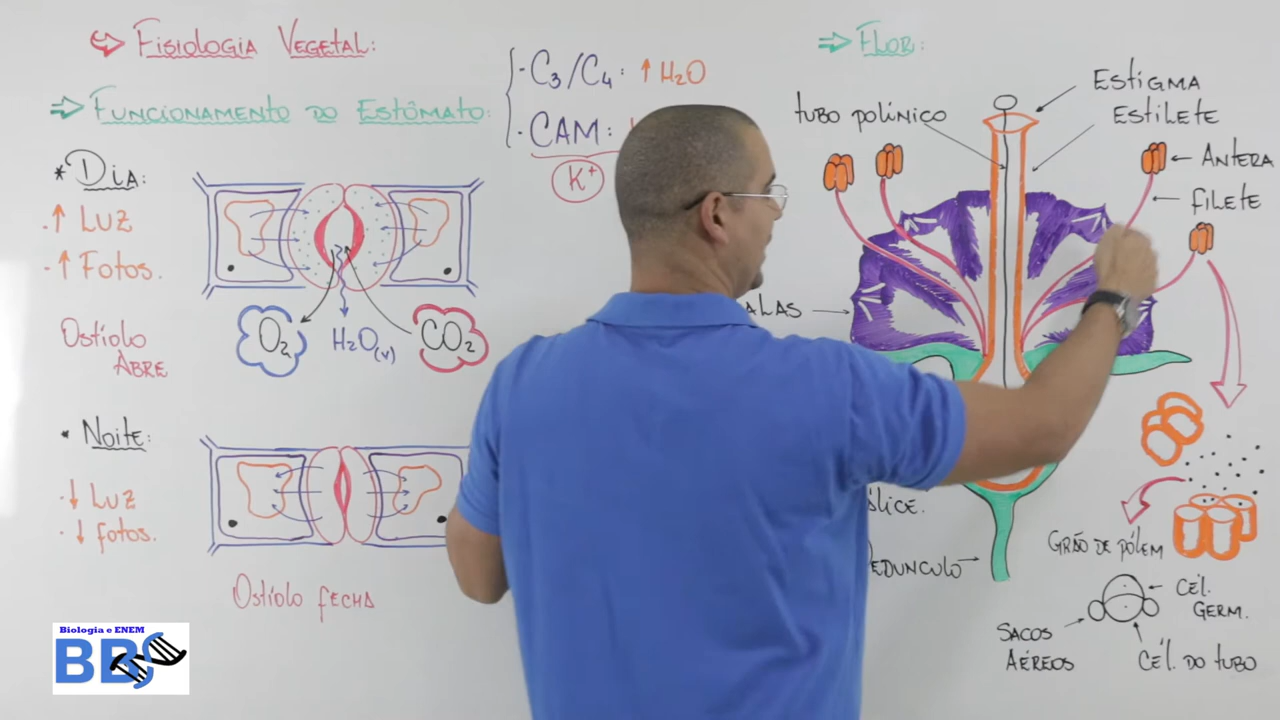 Fisiologia Vegetal:
Funcionamento do Estômato:
* Dia:
↑ Luz
↑ Fotos.
Ostíolo
Abre
O₂
H₂O(v)
CO₂
• Noite:
↓ Luz
↓ Fotos.
Ostíolo fecha
C₃/C₄: ↑ H₂O
CAM:
K⁺
Flor:
Estigma
Estilete
tubo polínico
Antera
filete
ALAS
ÁLICE.
EDUNCULO
Grão de pólem
Cél.
Germ.
Sacos
Aéreos
Cél. do tubo
Biologia e ENEM
BBS